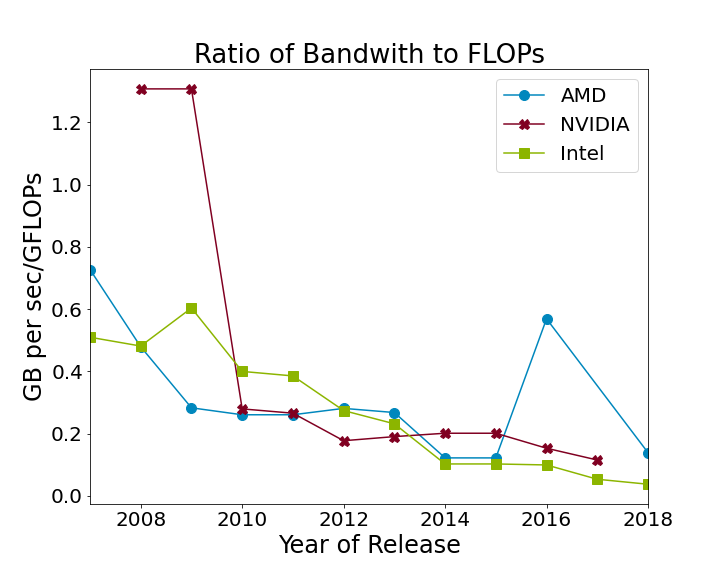 Ratio of Bandwith to FLOPs
AMD
NVIDIA
Intel
GB per sec/GFLOPs
1.2
1.0
0.8
0.6
0.4
0.2
0.0
2008 2010 2012 2014 2016 2018
Year of Release